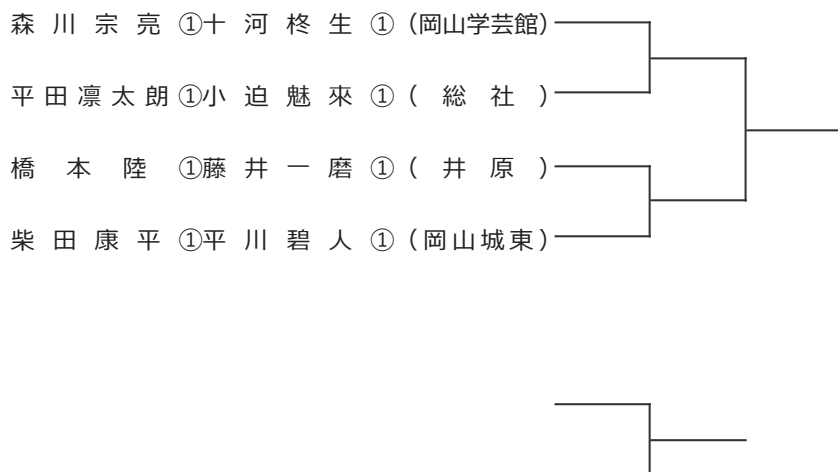 森川宗亮①十河柊生①（岡山学芸館）
平田凛太朗①小迫魅來①（総社）
橋本陸①藤井一磨①（井原）
柴田康平①平川碧人①（岡山城東）